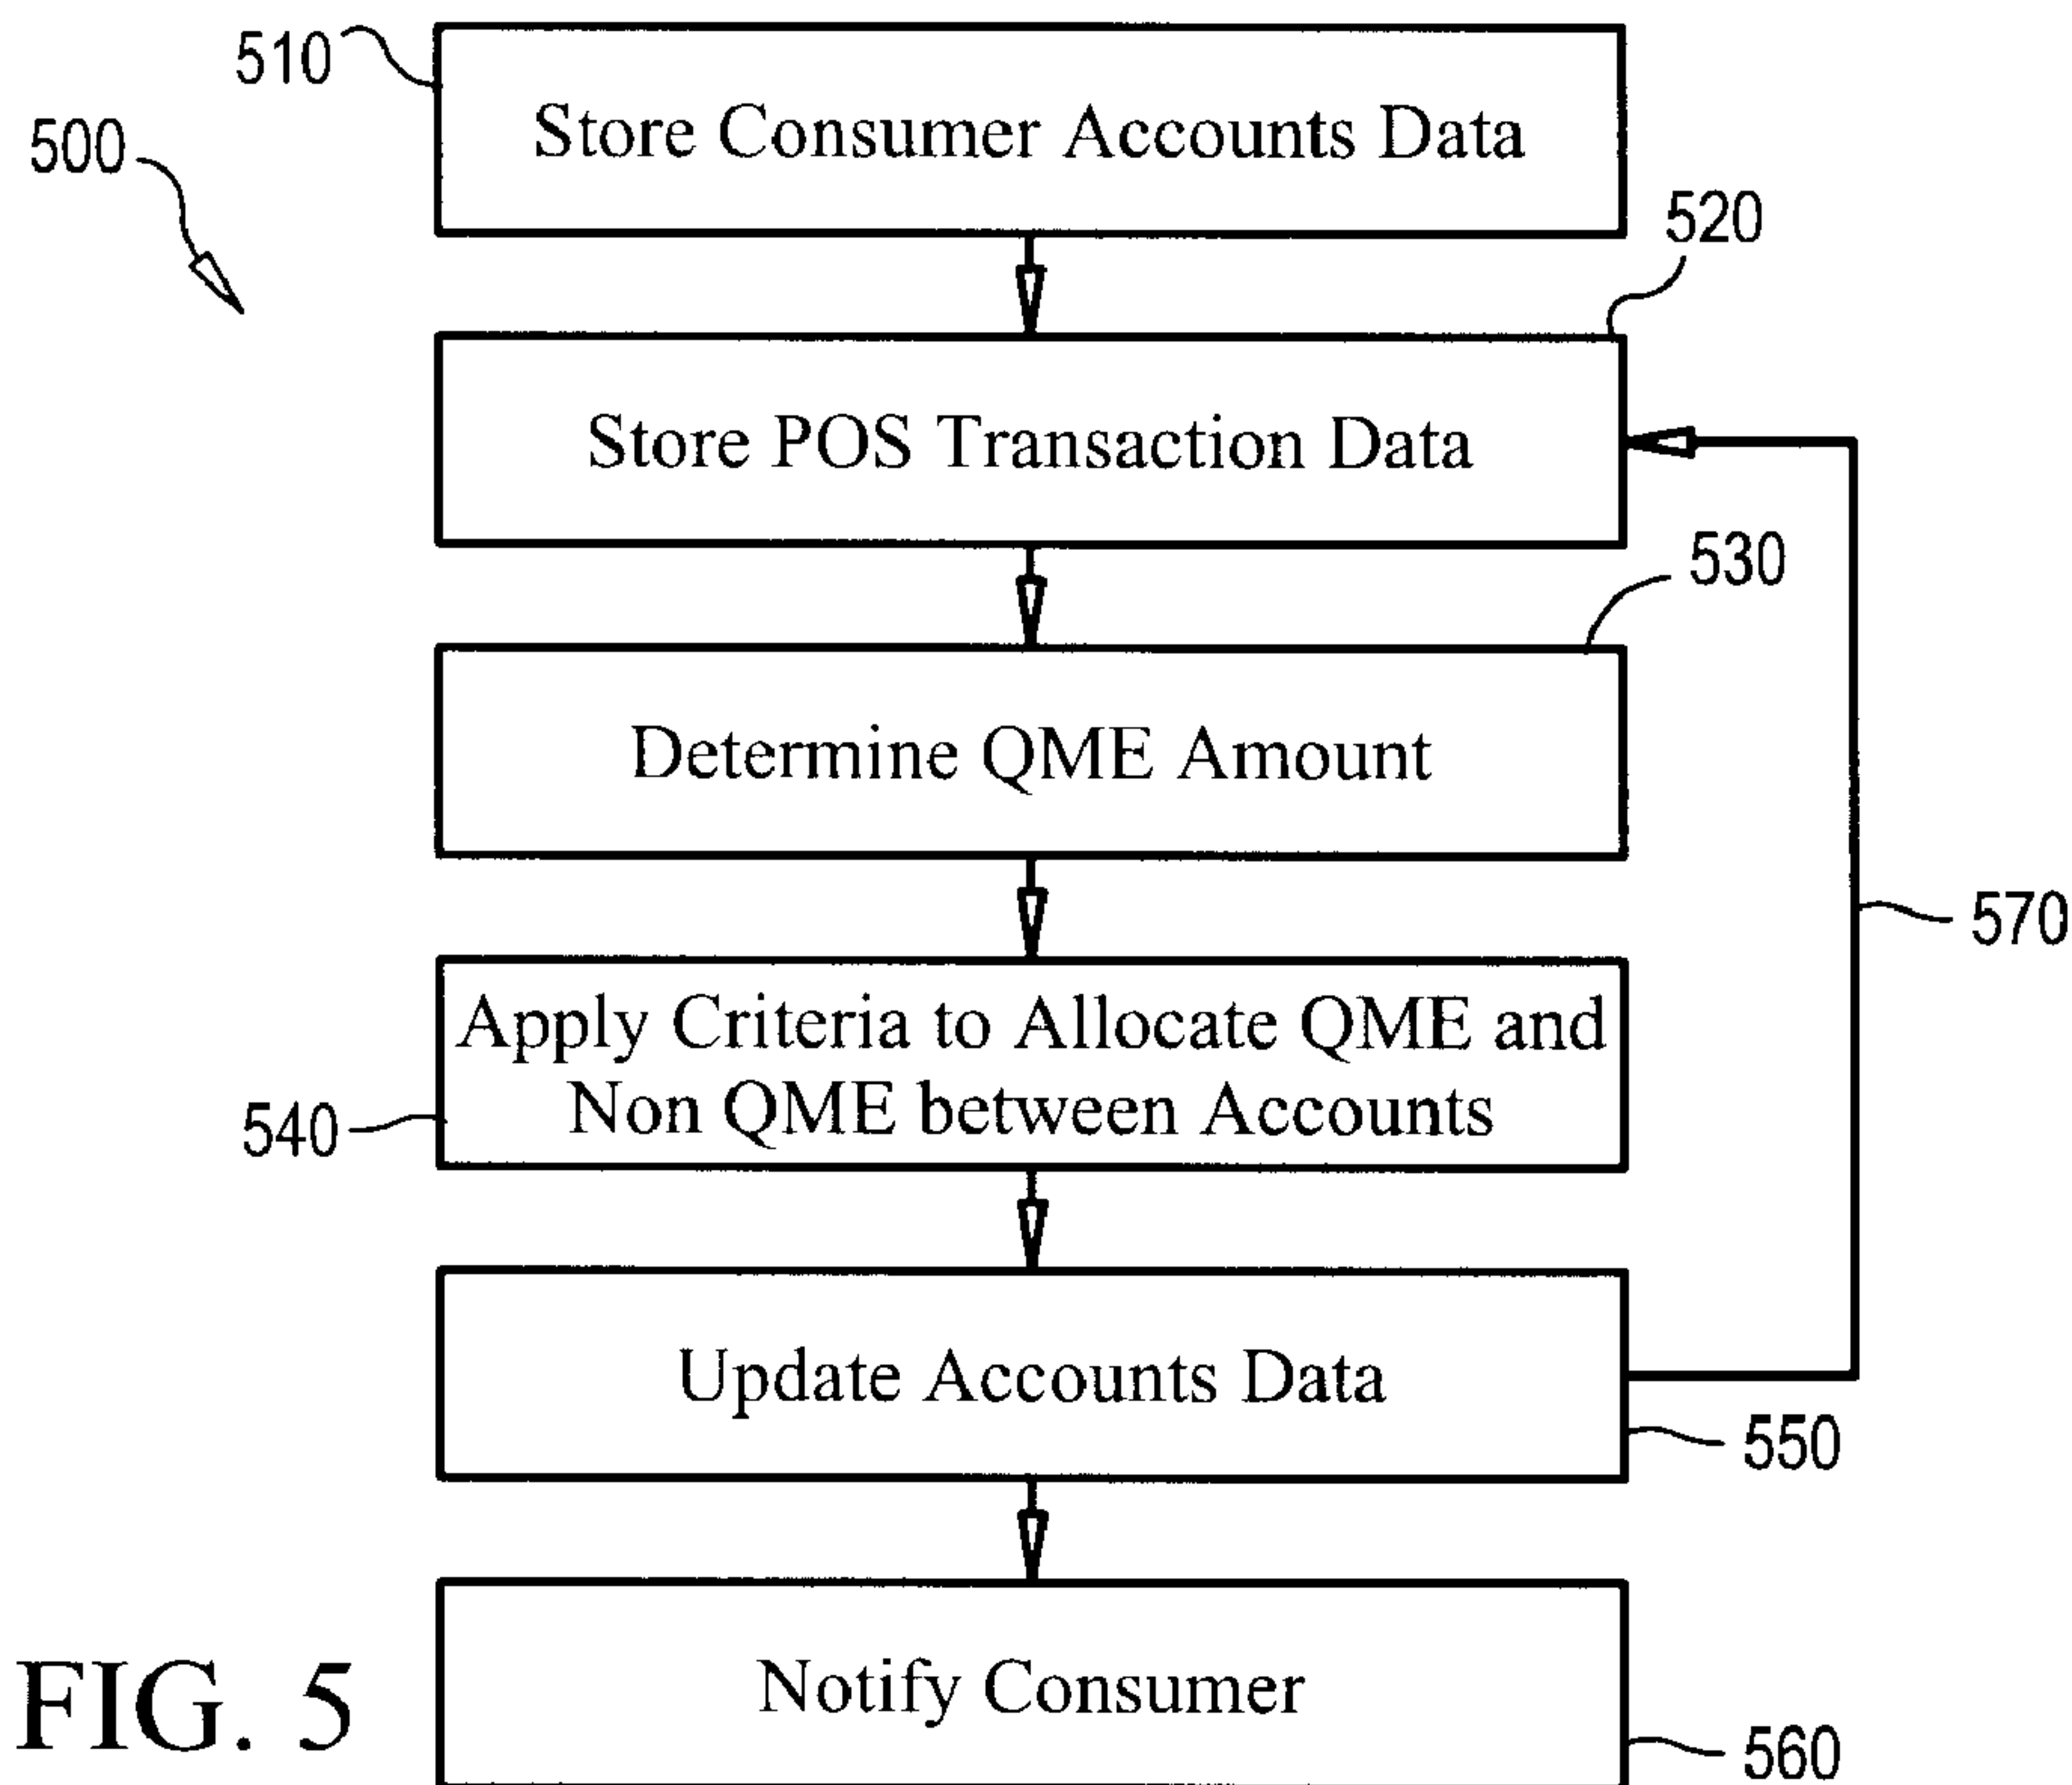 510
Store Consumer Accounts Data
500
520
Store POS Transaction Data
530
Determine QME Amount
570
Apply Criteria to Allocate QME and
Non QME between Accounts
540
Update Accounts Data
550
Notify Consumer
560
FIG. 5